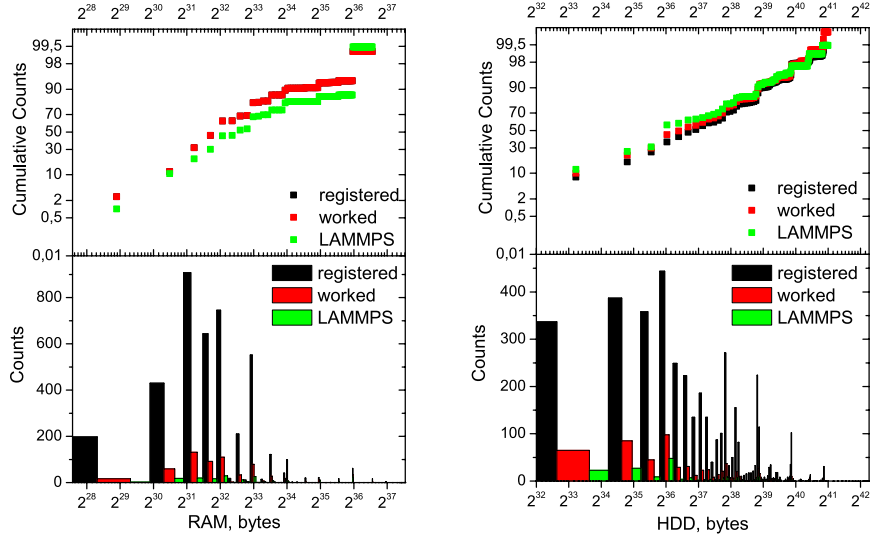 2^28 2^29 2^30 2^31 2^32 2^33 2^34 2^35 2^36 2^37
99,5
98
90
70
50
30
10
2
0,5
0,01
Cumulative Counts
registered
worked
LAMMPS
800
600
400
200
0
Counts
registered
worked
LAMMPS
2^28 2^29 2^30 2^31 2^32 2^33 2^34 2^35 2^36 2^37
RAM, bytes
2^32 2^33 2^34 2^35 2^36 2^37 2^38 2^39 2^40 2^41 2^42
99,5
98
90
70
50
30
10
2
0,5
0,01
Cumulative Counts
registered
worked
LAMMPS
400
300
200
100
0
Counts
registered
worked
LAMMPS
2^32 2^33 2^34 2^35 2^36 2^37 2^38 2^39 2^40 2^41 2^42
HDD, bytes